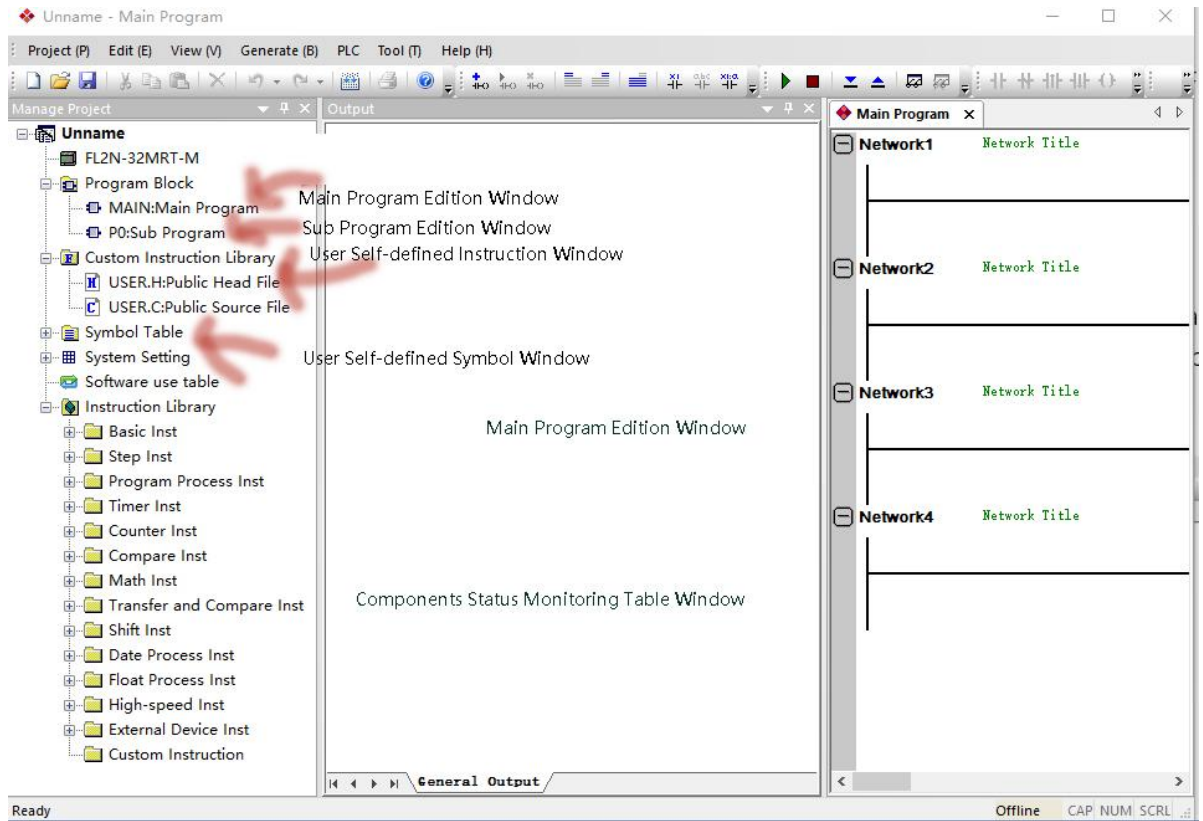 Unname - Main Program
Project (P) Edit (E) View (V) Generate (B) PLC Tool (T) Help (H)
Manage Project
Unname
FL2N-32MRT-M
Program Block
MAIN:Main Program
P0:Sub Program
Custom Instruction Library
USER.H:Public Head File
USER.C:Public Source File
Symbol Table
System Setting
Software use table
Instruction Library
Basic Inst
Step Inst
Program Process Inst
Timer Inst
Counter Inst
Compare Inst
Math Inst
Transfer and Compare Inst
Shift Inst
Date Process Inst
Float Process Inst
High-speed Inst
External Device Inst
Custom Instruction
Output
Main Program Edition Window
Sub Program Edition Window
User Self-defined Instruction Window
User Self-defined Symbol Window
Main Program Edition Window
Components Status Monitoring Table Window
General Output
Main Program X
Network1 Network Title
Network2 Network Title
Network3 Network Title
Network4 Network Title
Ready
Offline CAP NUM SCRL